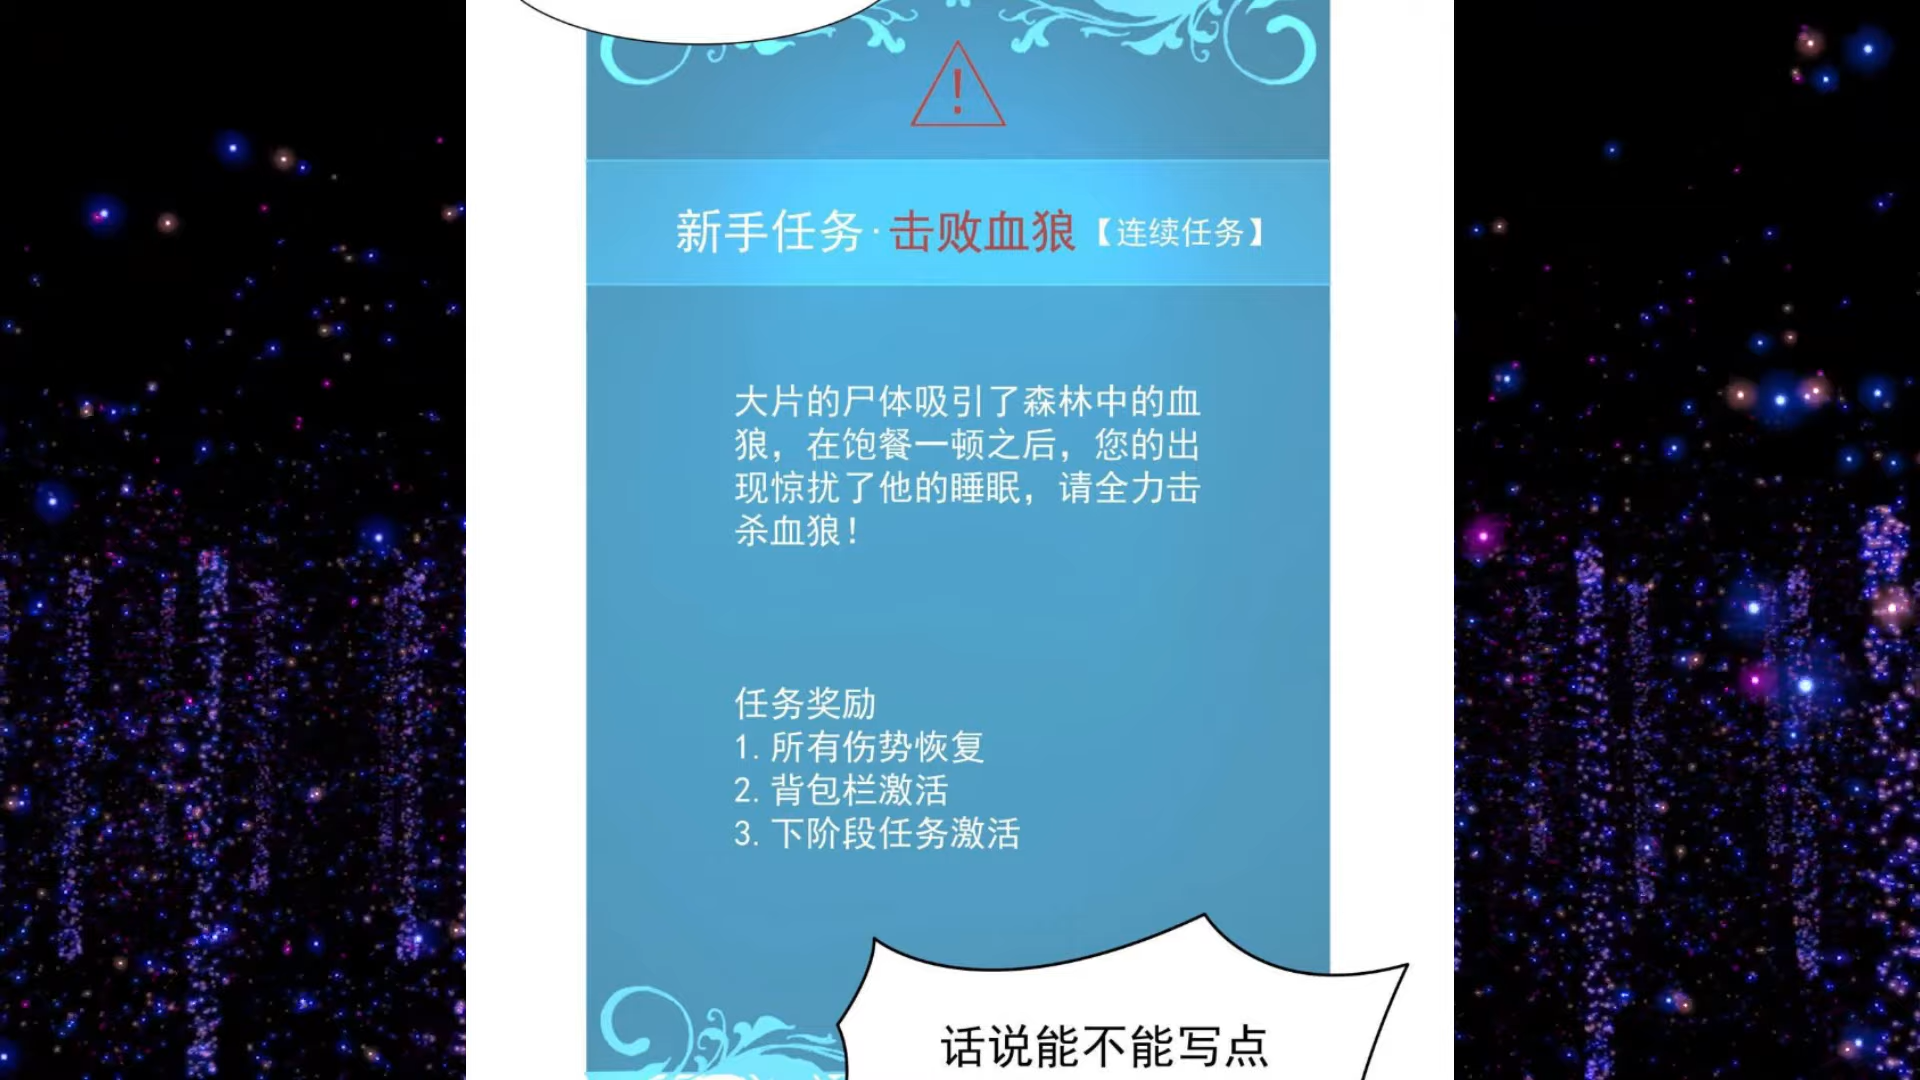 新手任务·击败血狼【连续任务】
大片的尸体吸引了森林中的血
狼，在饱餐一顿之后，您的出
现惊扰了他的睡眠，请全力击
杀血狼！
任务奖励
1.所有伤势恢复
2.背包栏激活
3.下阶段任务激活
话说能不能写点